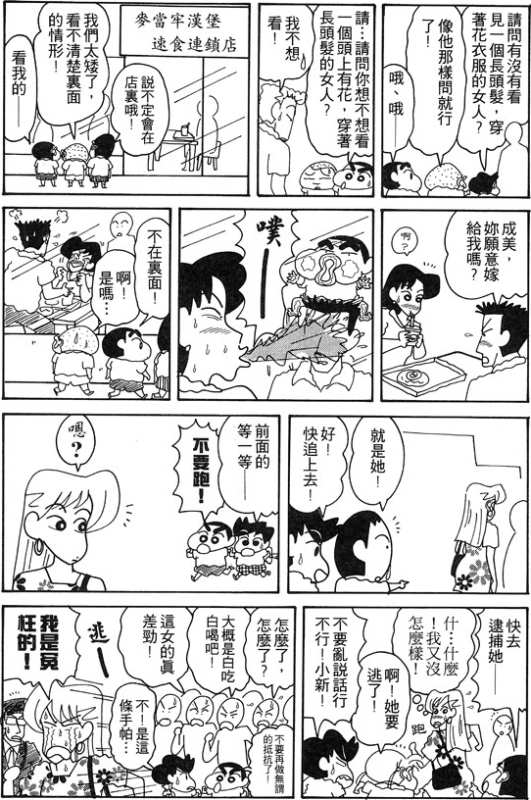 請問有沒有看
見一個長頭髮，穿
著花衣服的女人？
像他那樣問就行
了！
哦、哦
請…請問你想不想看
一個頭上有花，穿著
長頭髮的女人？
我不想
看！
麥當牢漢堡
速食連鎖店
說不定會在
店裏哦！
我們太矮了，
看不清楚裏面
的情形！
看我的——
成美，
妳願意嫁
給我嗎？
啊？
噗——
不在裏面！
啊！
是嗎…
就是她！
好！
快追上去！
前面的
等一等——
不要跑！
嗯？
快去
逮捕她
什…什麼
！我又沒
怎麼樣！
跑
啊！她要
逃了！
不要亂說話行
不行！小新！
怎麼了，
怎麼了？
大概是白吃
白喝吧！
不要再做無謂
的抵抗了！
這女的真
差勁！
不！是這
條手帕…
逃——
我是冤
枉的！